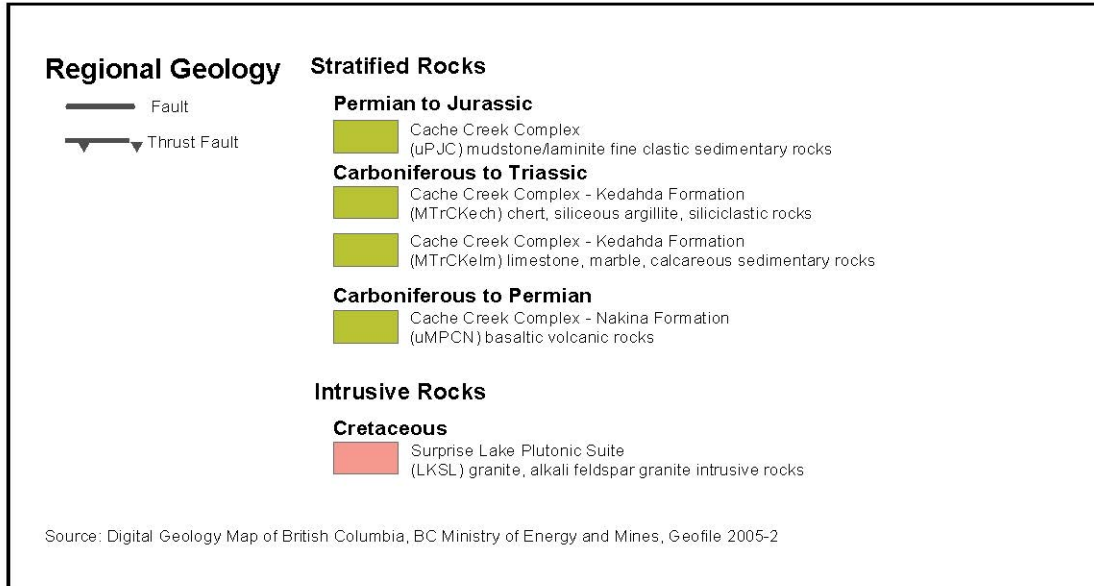 Regional Geology
Fault
Thrust Fault
Stratified Rocks
Permian to Jurassic
Cache Creek Complex
(uPJC) mudstone/laminite fine clastic sedimentary rocks
Carboniferous to Triassic
Cache Creek Complex - Kedahda Formation
(MTrCKech) chert, siliceous argillite, siliciclastic rocks
Cache Creek Complex - Kedahda Formation
(MTrCKelm) limestone, marble, calcareous sedimentary rocks
Carboniferous to Permian
Cache Creek Complex - Nakina Formation
(uMPCN) basaltic volcanic rocks
Intrusive Rocks
Cretaceous
Surprise Lake Plutonic Suite
(LKSL) granite, alkali feldspar granite intrusive rocks
Source: Digital Geology Map of British Columbia, BC Ministry of Energy and Mines, Geofile 2005-2